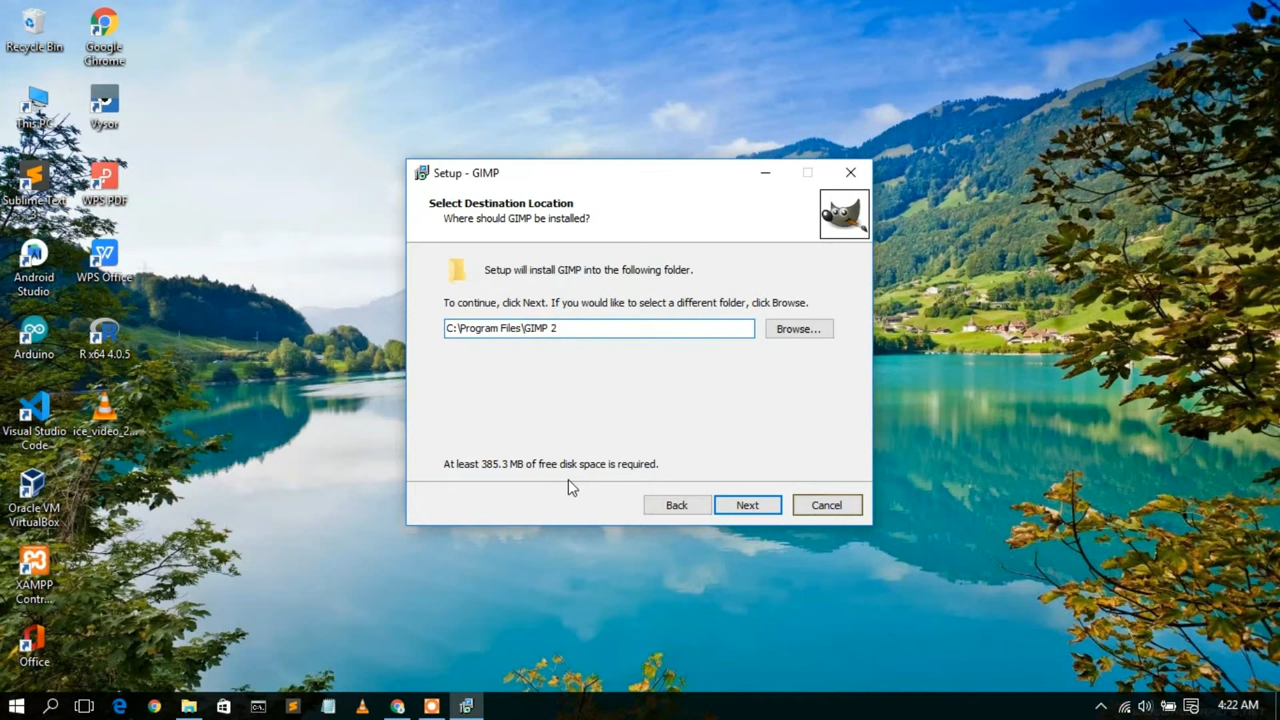 Recycle Bin
Google
Chrome
This PC
Vysor
Sublime Text
3
WPS PDF
Android
Studio
WPS Office
Arduino
R x64 4.0.5
Visual Studio
Code
ice_video_2...
Oracle VM
VirtualBox
XAMPP
Contr...
Office
Setup - GIMP
Select Destination Location
Where should GIMP be installed?
Setup will install GIMP into the following folder.
To continue, click Next. If you would like to select a different folder, click Browse.
C:\Program Files\GIMP 2
Browse...
At least 385.3 MB of free disk space is required.
Back
Next
Cancel
4:22 AM